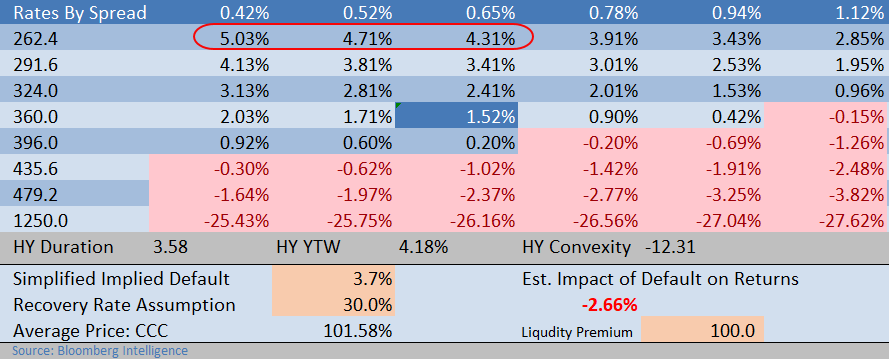 Rates By Spread 0.42% 0.52% 0.65% 0.78% 0.94% 1.12%
262.4 5.03% 4.71% 4.31% 3.91% 3.43% 2.85%
291.6 4.13% 3.81% 3.41% 3.01% 2.53% 1.95%
324.0 3.13% 2.81% 2.41% 2.01% 1.53% 0.96%
360.0 2.03% 1.71% 1.52% 0.90% 0.42% -0.15%
396.0 0.92% 0.60% 0.20% -0.20% -0.69% -1.26%
435.6 -0.30% -0.62% -1.02% -1.42% -1.91% -2.48%
479.2 -1.64% -1.97% -2.37% -2.77% -3.25% -3.82%
1250.0 -25.43% -25.75% -26.16% -26.56% -27.04% -27.62%
HY Duration 3.58 HY YTW 4.18% HY Convexity -12.31
Simplified Implied Default 3.7% Est. Impact of Default on Returns
Recovery Rate Assumption 30.0% -2.66%
Average Price: CCC 101.58% Liqudity Premium 100.0
Source: Bloomberg Intelligence